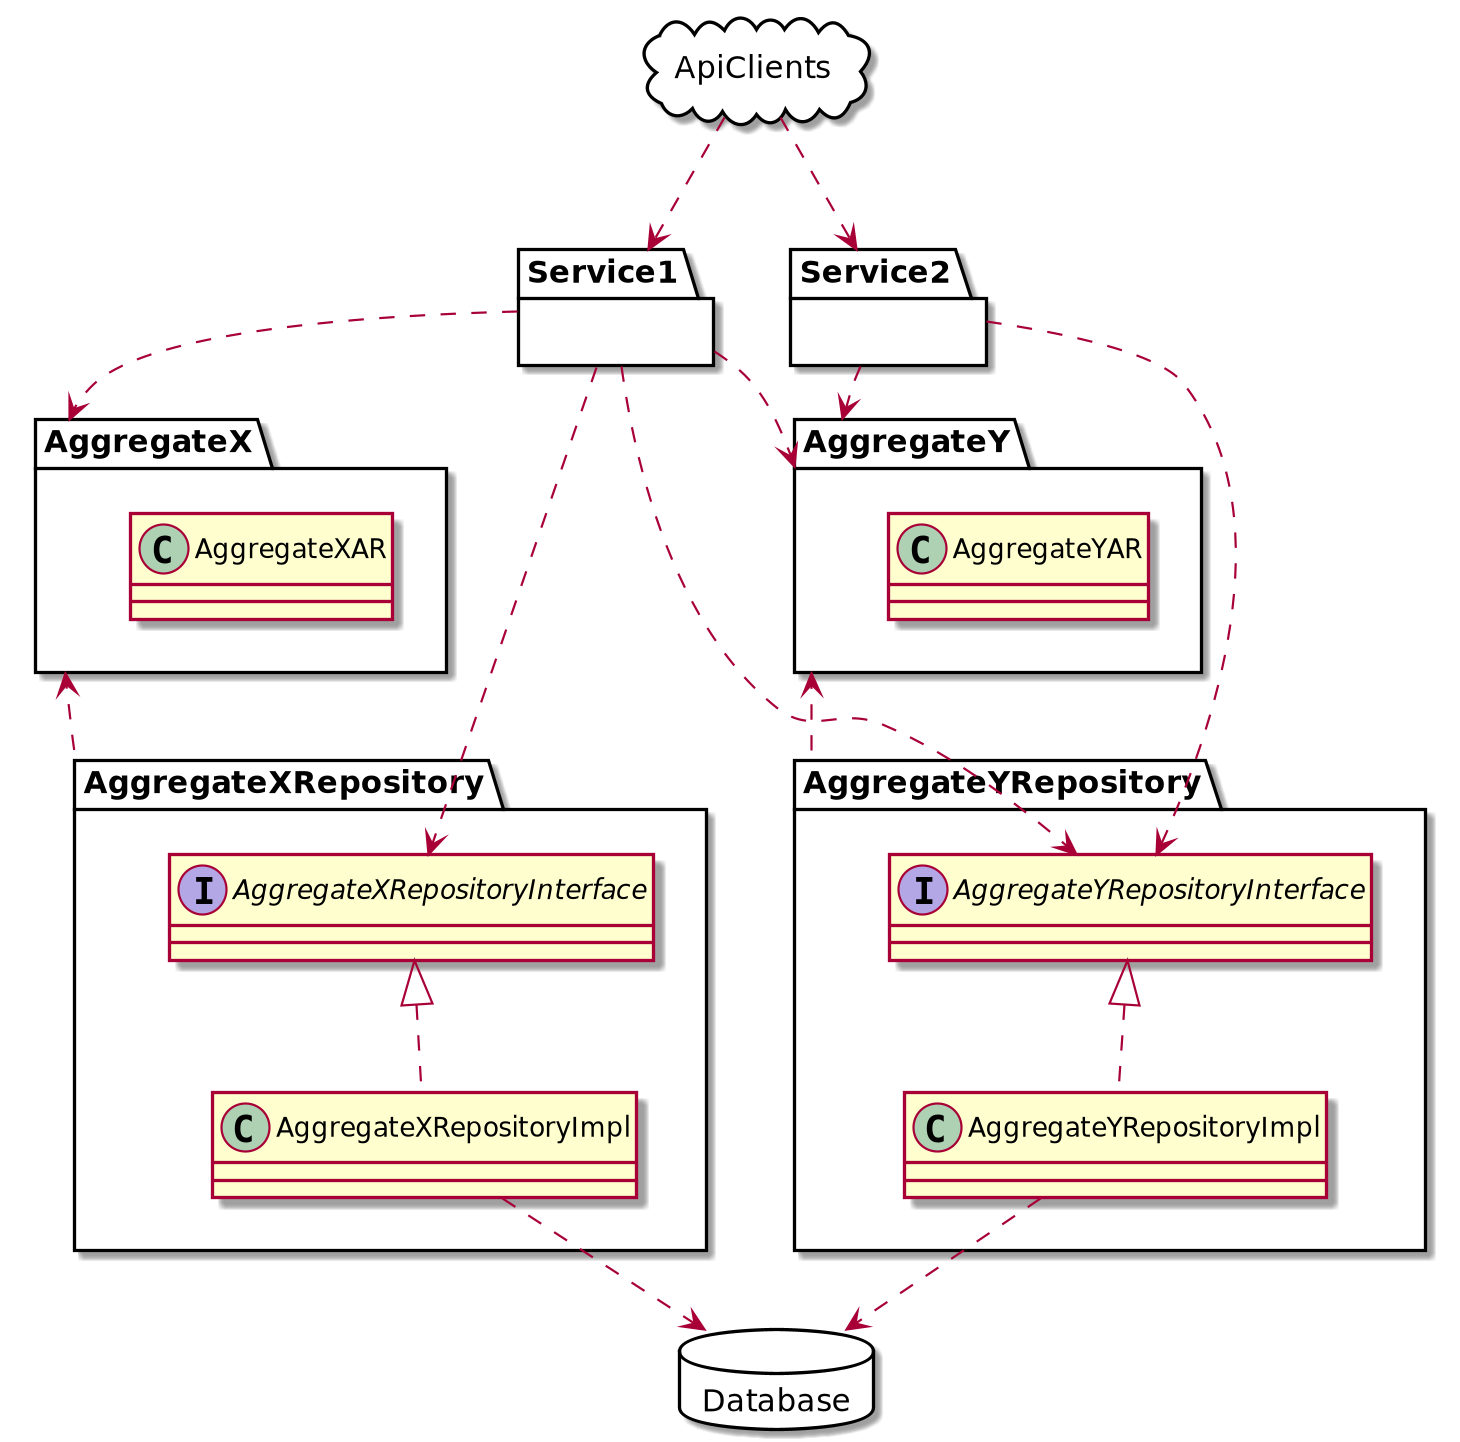 ApiClients
Service1
Service2
AggregateX
AggregateY
C AggregateXAR
C AggregateYAR
AggregateXRepository
AggregateYRepository
I AggregateXRepositoryInterface
I AggregateYRepositoryInterface
C AggregateXRepositoryImpl
C AggregateYRepositoryImpl
Database